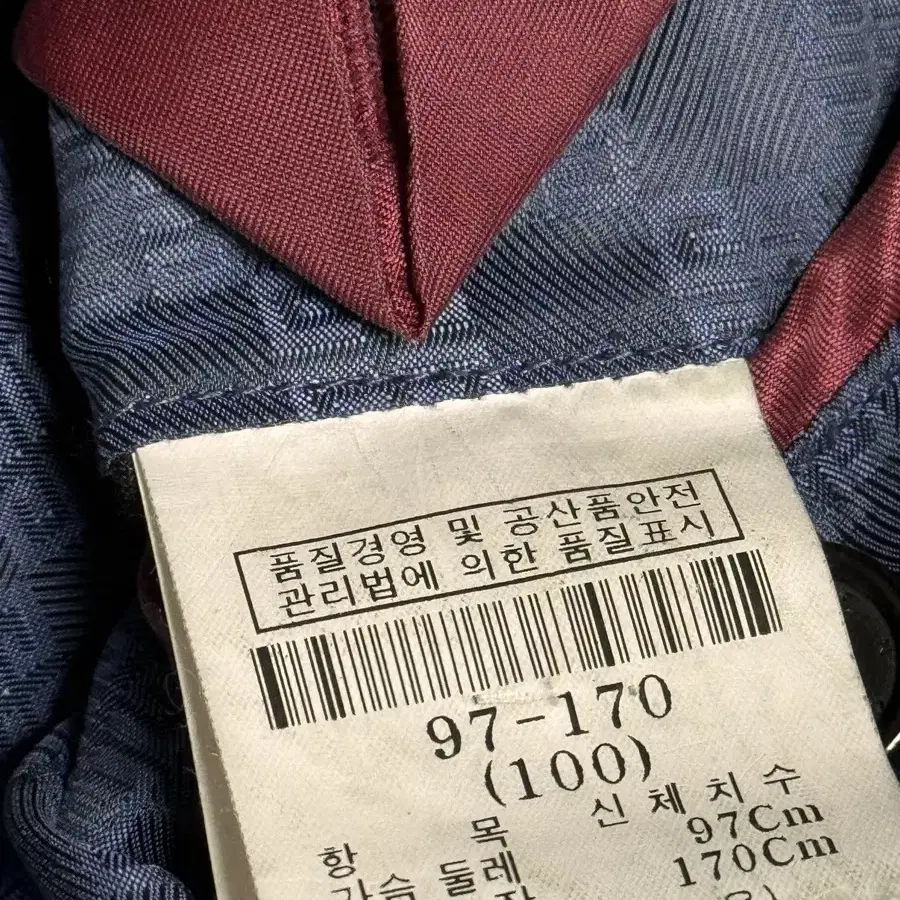 품질경영 및 공산품안전
관리법에 의한 품질표시
97-170
(100)
항 목 신체치수
가슴둘레 97Cm
170Cm